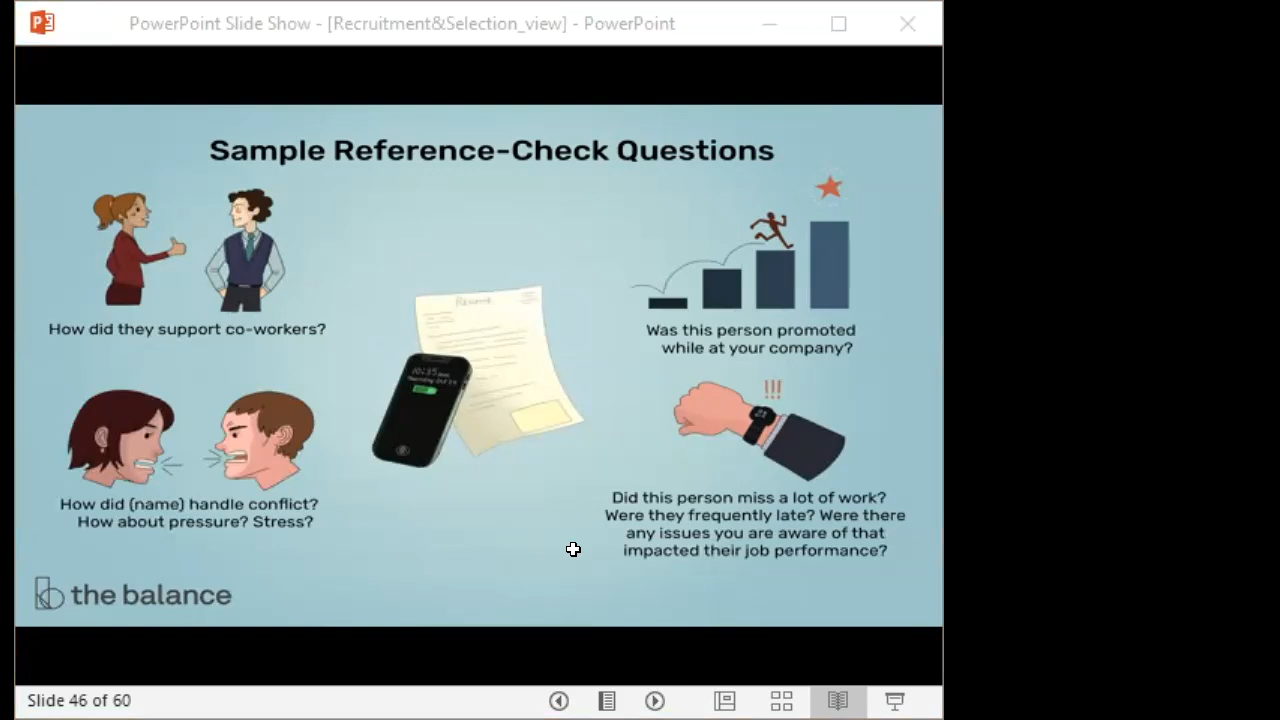 PowerPoint Slide Show - [Recruitment&Selection_view] - PowerPoint
Sample Reference-Check Questions
How did they support co-workers?
Was this person promoted
while at your company?
Resume
10:35
!!!
How did (name) handle conflict?
How about pressure? Stress?
Did this person miss a lot of work?
Were they frequently late? Were there
any issues you are aware of that
impacted their job performance?
the balance
Slide 46 of 60